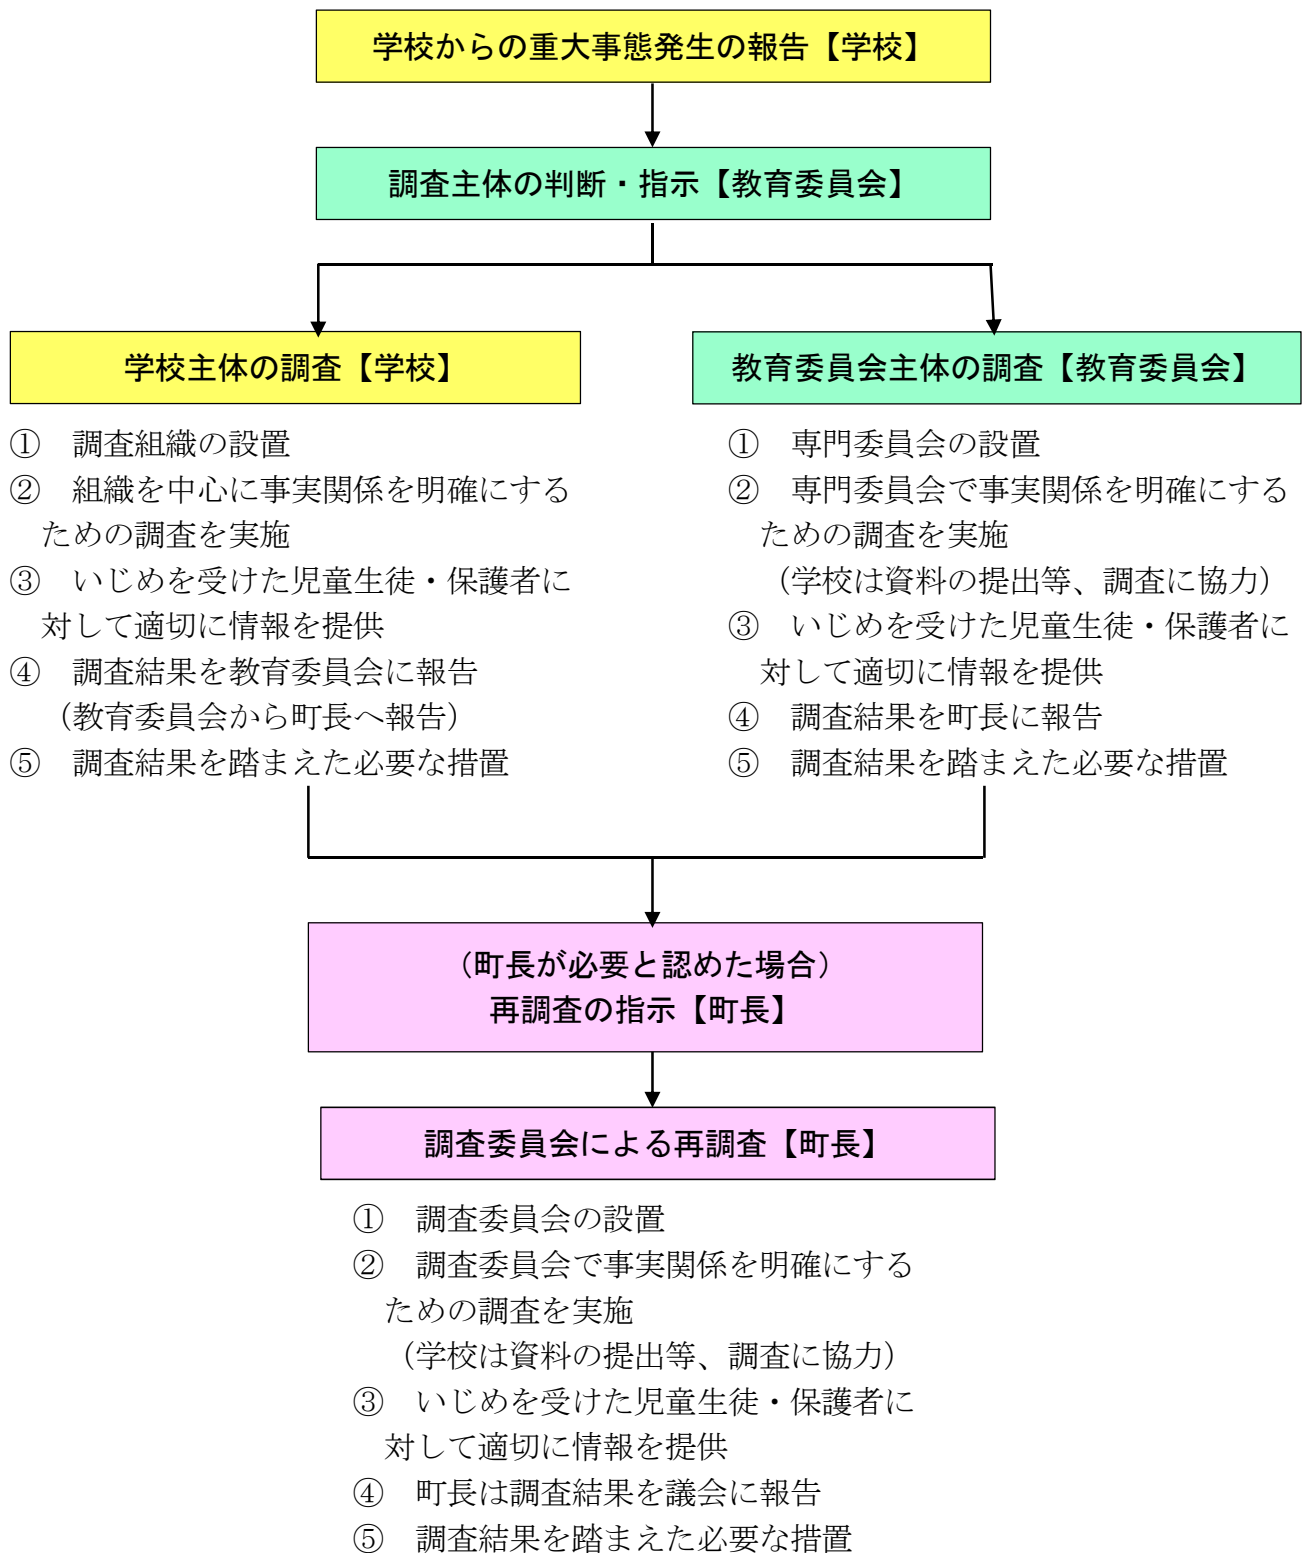 学校からの重大事態発生の報告【学校】
調査主体の判断・指示【教育委員会】
学校主体の調査【学校】
① 調査組織の設置
② 組織を中心に事実関係を明確にする
ための調査を実施
③ いじめを受けた児童生徒・保護者に
対して適切に情報を提供
④ 調査結果を教育委員会に報告
(教育委員会から町長へ報告)
⑤ 調査結果を踏まえた必要な措置
教育委員会主体の調査【教育委員会】
① 専門委員会の設置
② 専門委員会で事実関係を明確にする
ための調査を実施
(学校は資料の提出等、調査に協力)
③ いじめを受けた児童生徒・保護者に
対して適切に情報を提供
④ 調査結果を町長に報告
⑤ 調査結果を踏まえた必要な措置
(町長が必要と認めた場合)
再調査の指示【町長】
調査委員会による再調査【町長】
① 調査委員会の設置
② 調査委員会で事実関係を明確にする
ための調査を実施
(学校は資料の提出等、調査に協力)
③ いじめを受けた児童生徒・保護者に
対して適切に情報を提供
④ 町長は調査結果を議会に報告
⑤ 調査結果を踏まえた必要な措置